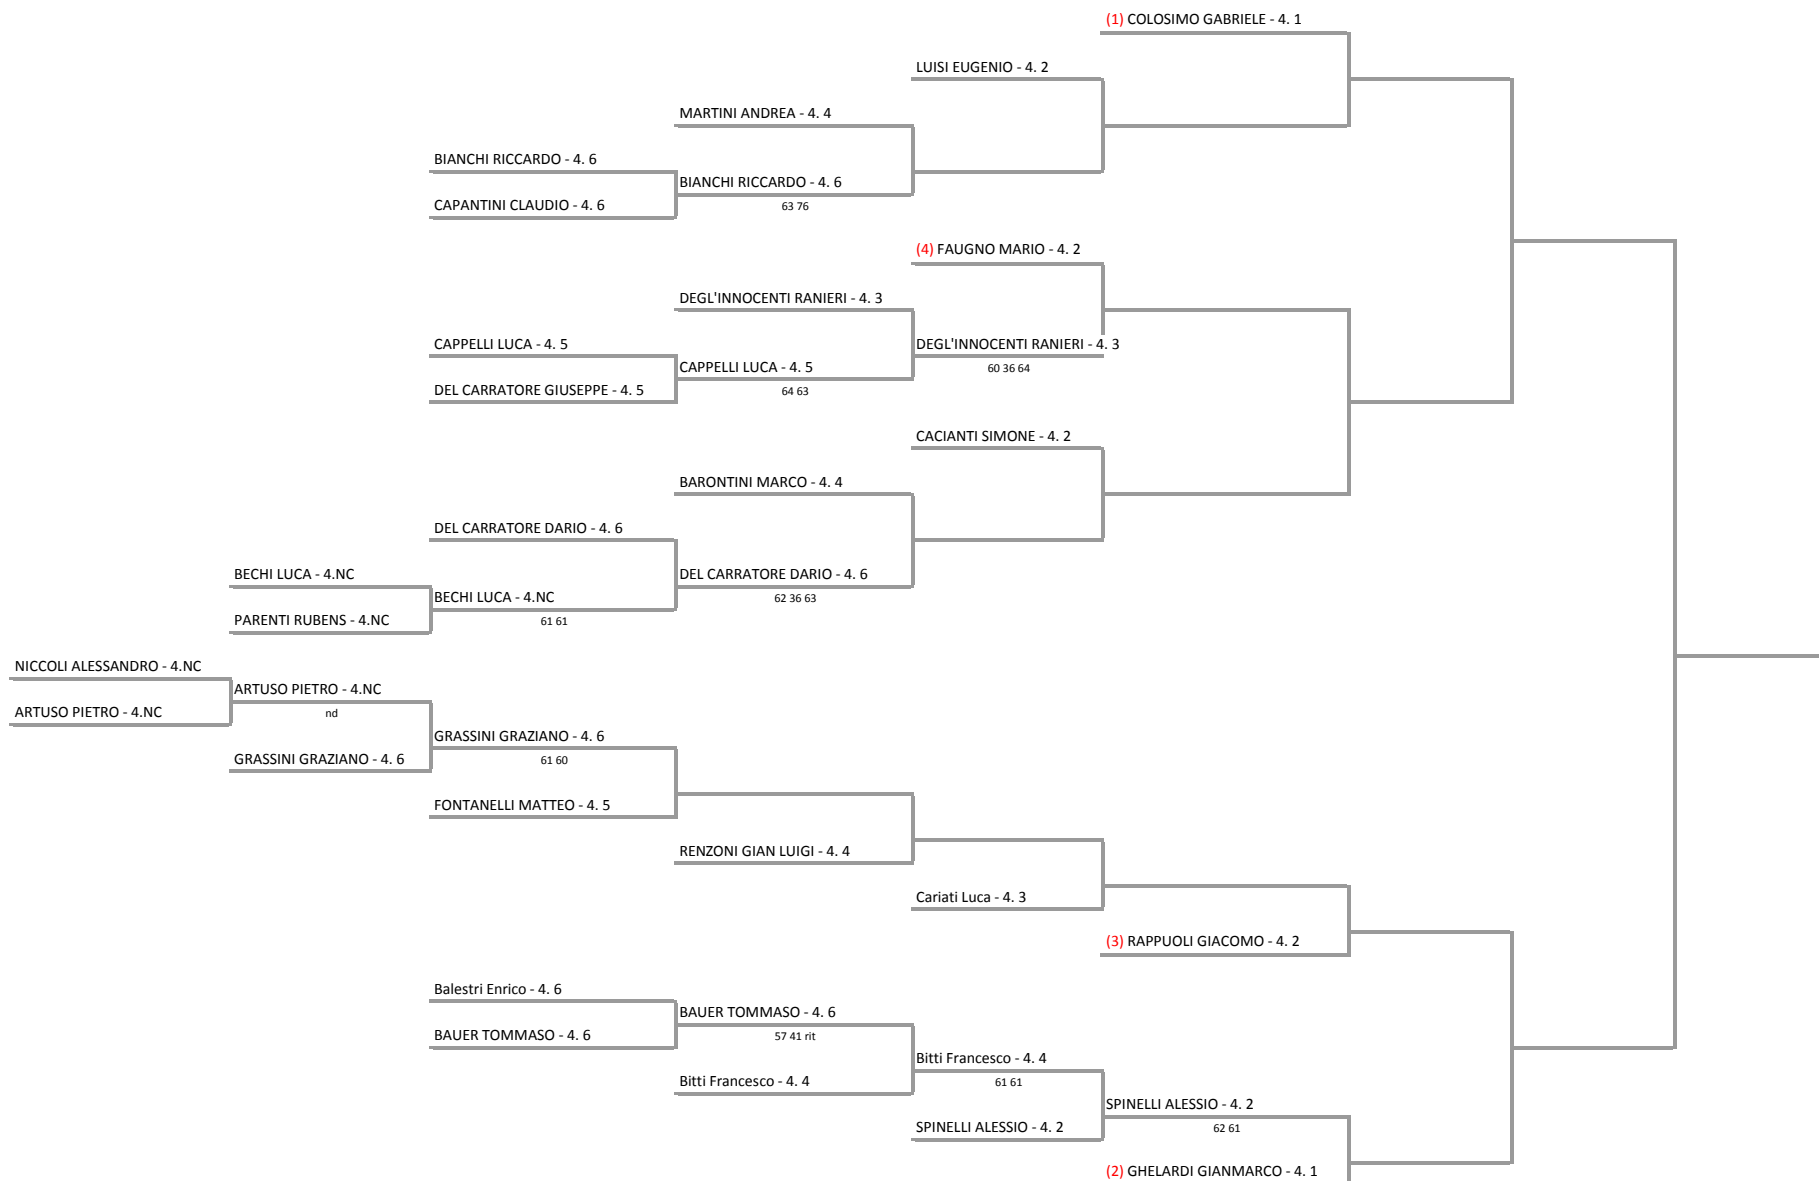 (1) COLOSIMO GABRIELE - 4. 1
LUISI EUGENIO - 4. 2
MARTINI ANDREA - 4. 4
BIANCHI RICCARDO - 4. 6
BIANCHI RICCARDO - 4. 6
CAPANTINI CLAUDIO - 4. 6
63 76
(4) FAUGNO MARIO - 4. 2
DEGL'INNOCENTI RANIERI - 4. 3
CAPPELLI LUCA - 4. 5
DEGL'INNOCENTI RANIERI - 4. 3
CAPPELLI LUCA - 4. 5
60 36 64
DEL CARRATORE GIUSEPPE - 4. 5
64 63
CACIANTI SIMONE - 4. 2
BARONTINI MARCO - 4. 4
DEL CARRATORE DARIO - 4. 6
BECHI LUCA - 4.NC
DEL CARRATORE DARIO - 4. 6
BECHI LUCA - 4.NC
62 36 63
PARENTI RUBENS - 4.NC
61 61
NICCOLI ALESSANDRO - 4.NC
ARTUSO PIETRO - 4.NC
ARTUSO PIETRO - 4.NC
nd
GRASSINI GRAZIANO - 4. 6
GRASSINI GRAZIANO - 4. 6
61 60
FONTANELLI MATTEO - 4. 5
RENZONI GIAN LUIGI - 4. 4
Cariati Luca - 4. 3
(3) RAPPUOLI GIACOMO - 4. 2
Balestri Enrico - 4. 6
BAUER TOMMASO - 4. 6
BAUER TOMMASO - 4. 6
57 41 rit
Bitti Francesco - 4. 4
Bitti Francesco - 4. 4
61 61
SPINELLI ALESSIO - 4. 2
SPINELLI ALESSIO - 4. 2
62 61
(2) GHELARDI GIANMARCO - 4. 1